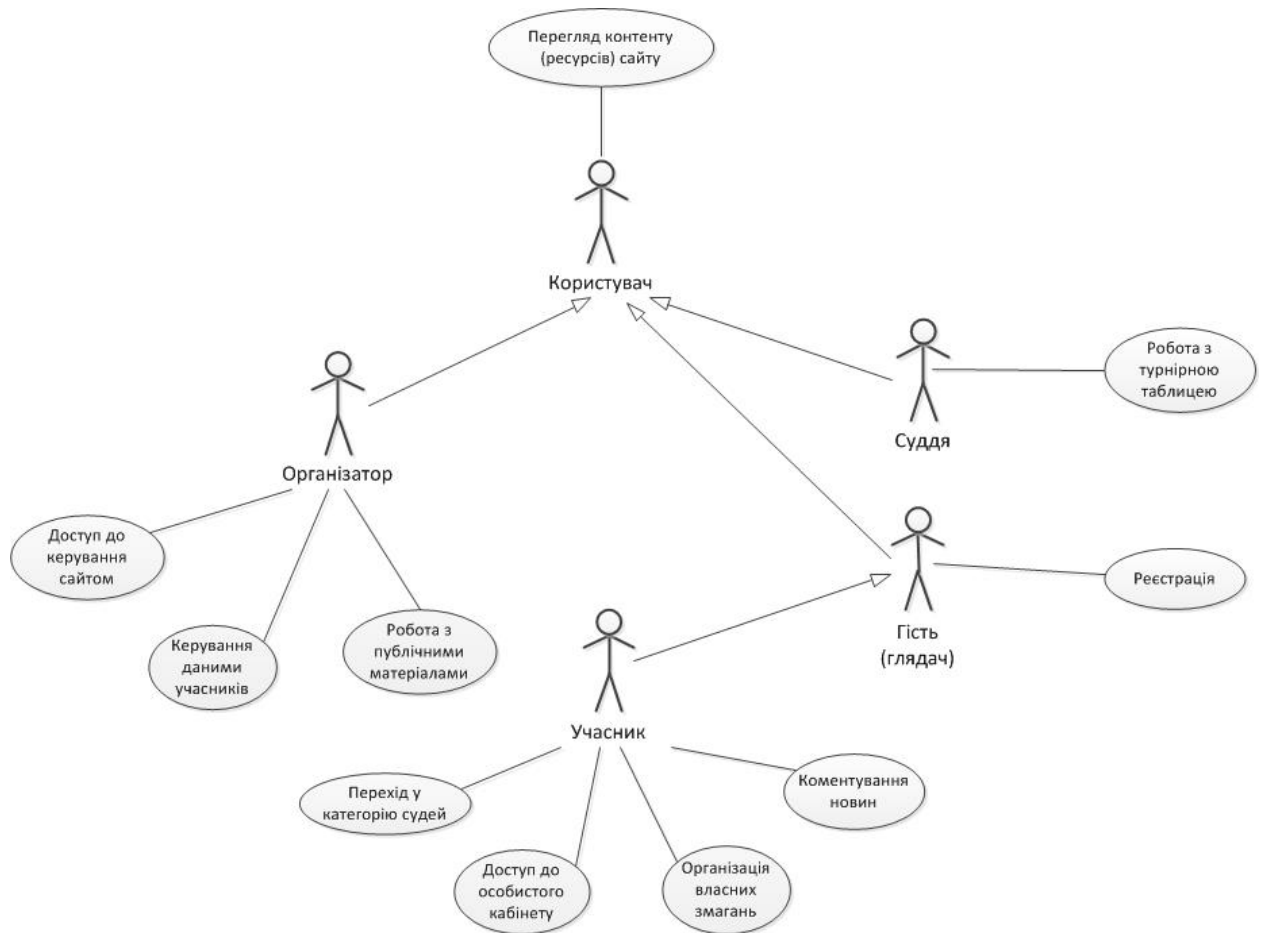 Перегляд контенту
(ресурсів) сайту
Користувач
Робота з
турнірною
таблицею
Суддя
Організатор
Доступ до
керування
сайтом
Керування
даними
учасників
Робота з
публічними
матеріалами
Гість
(глядач)
Реєстрація
Учасник
Перехід у
категорію судей
Доступ до
особистого
кабінету
Організація
власних
змагань
Коментування
новин